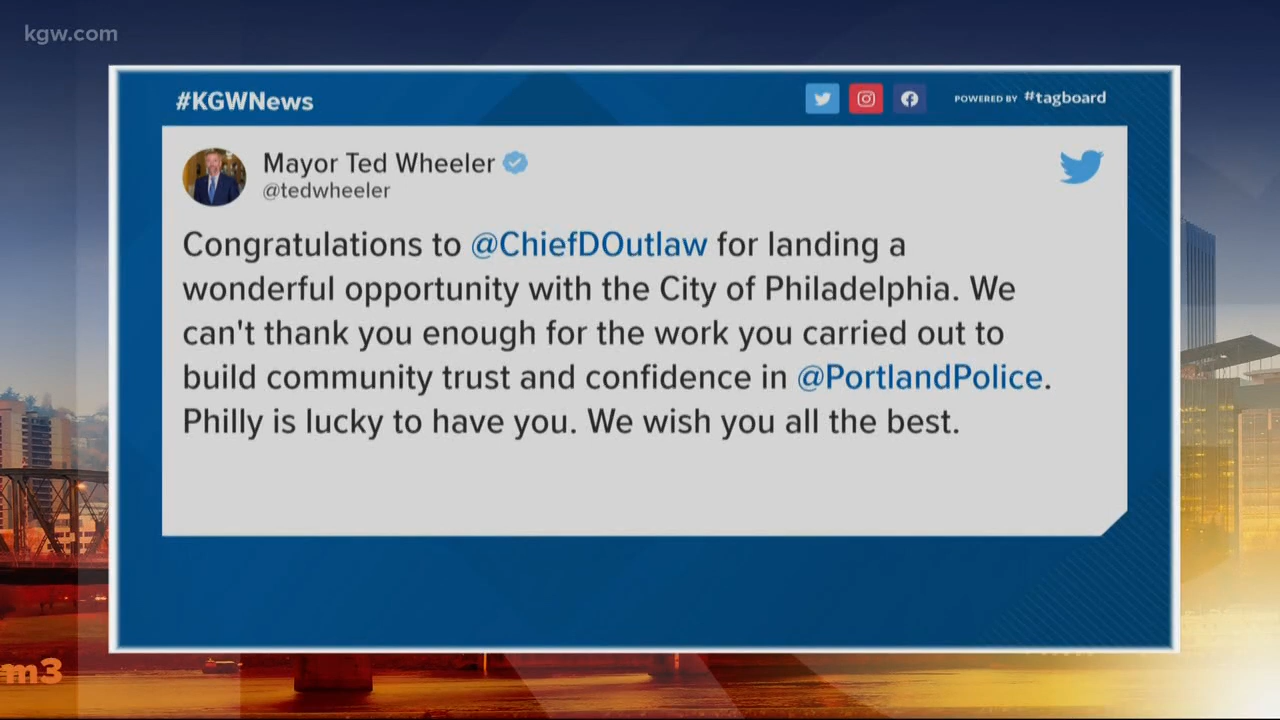 kgw.com
#KGWNews
POWERED BY #tagboard
Mayor Ted Wheeler
@tedwheeler
Congratulations to @ChiefDOutlaw for landing a
wonderful opportunity with the City of Philadelphia. We
can't thank you enough for the work you carried out to
build community trust and confidence in @PortlandPolice.
Philly is lucky to have you. We wish you all the best.
m3